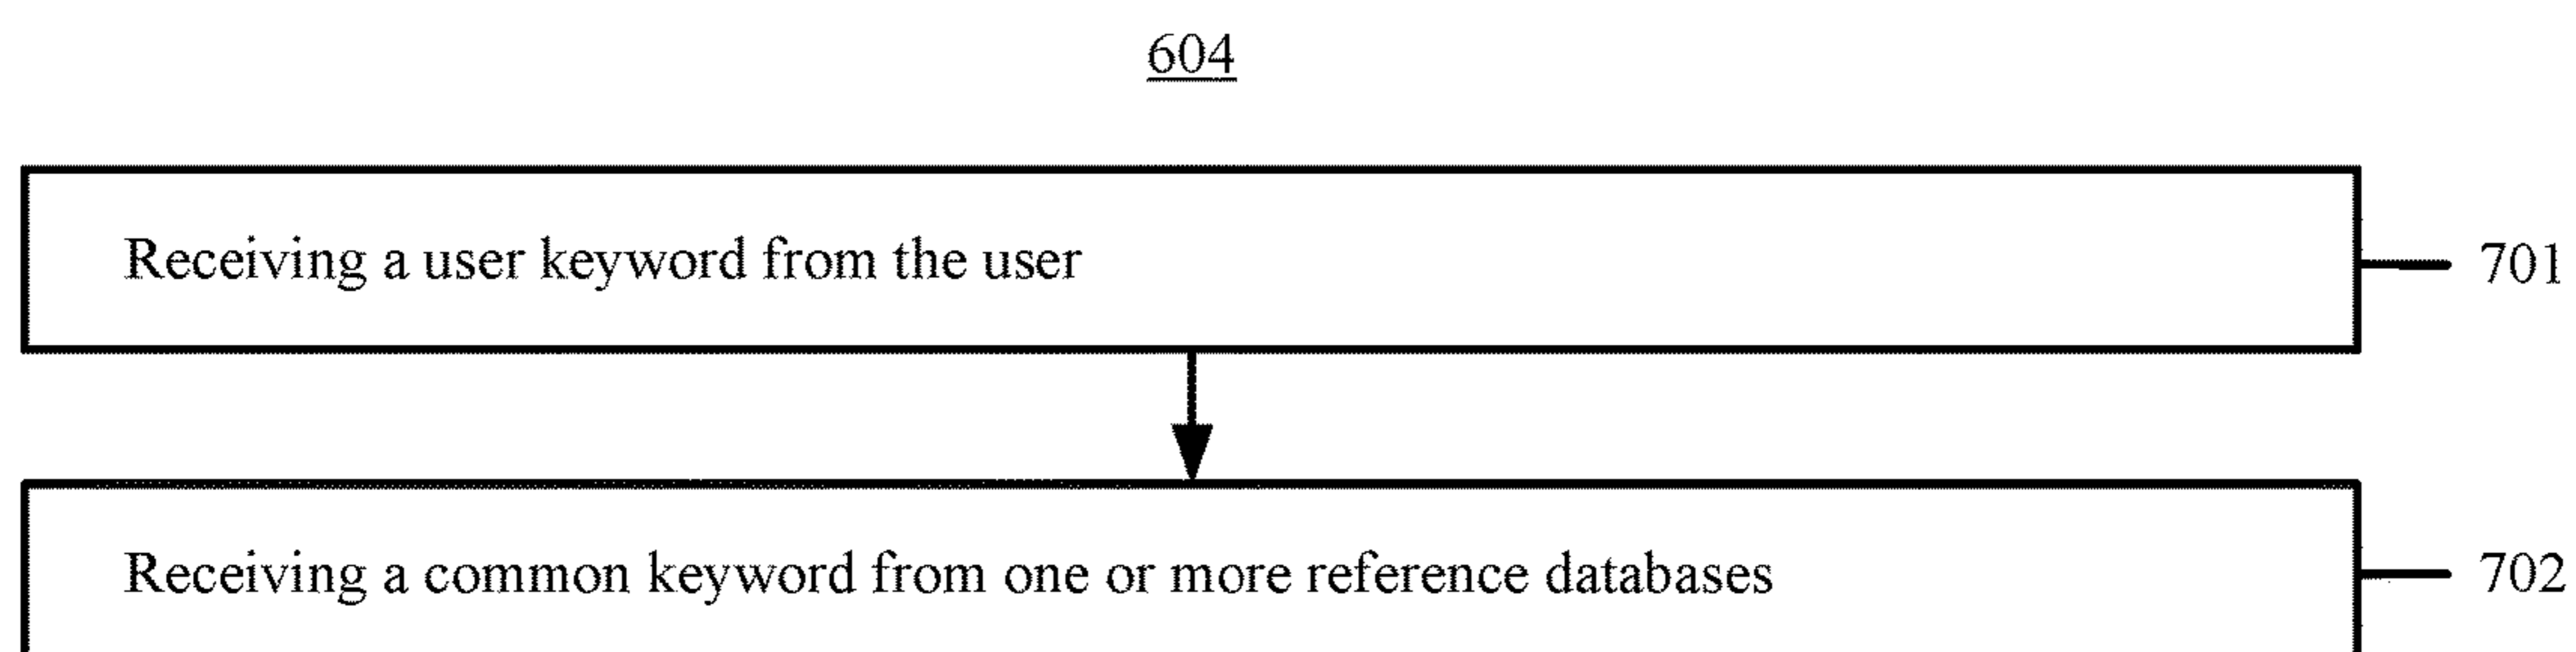 604
Receiving a user keyword from the user
701
Receiving a common keyword from one or more reference databases
702